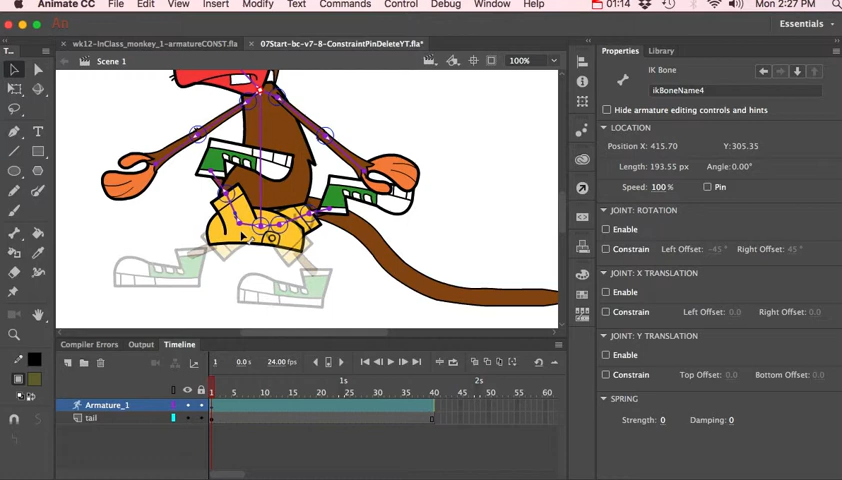 Animate CC File Edit View Insert Modify Text Commands Control Debug Window Help 01:14 Mon 2:27 PM
An Essentials
T... × wk12-InClass_monkey_1-armatureCONST.fla × 07Start-bc-v7-8-ConstraintPinDeleteYT.fla* Properties Library
Scene 1 100% IK Bone
ikBoneName4
Hide armature editing controls and hints
LOCATION
Position X: 415.70 Y: 305.35
Length: 193.55 px Angle: 0.00°
Speed: 100 % Pin
JOINT: ROTATION
Enable
Constrain Left Offset: -45 ° Right Offset: 45 °
JOINT: X TRANSLATION
Enable
Constrain Left Offset: 0.0 Right Offset: 0.0
JOINT: Y TRANSLATION
Enable
Constrain Top Offset: 0.0 Bottom Offset: 0.0
SPRING
Strength: 0 Damping: 0
Compiler Errors Output Timeline
1 0.0 s 24.00 fps
1s 2s
1 5 10 15 20 25 30 35 40 45 50 55 60
Armature_1
tail